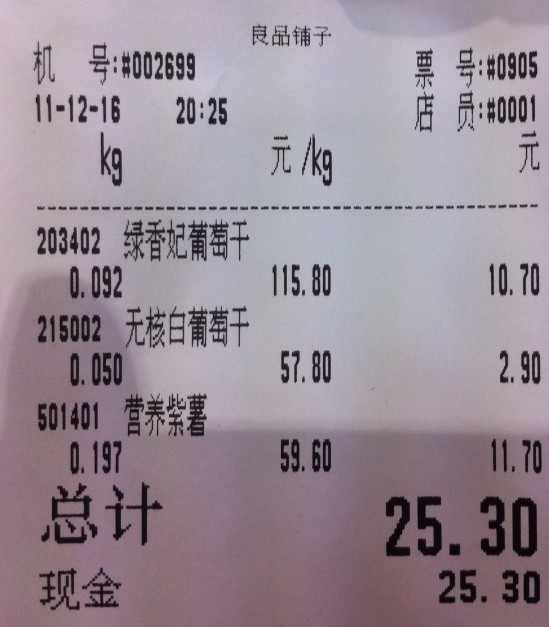 良品铺子
机 号:#002699 票 号:#0905
11-12-16 20:25 店 员:#0001
kg 元/kg 元
203402 绿香妃葡萄干
0.092 115.80 10.70
215002 无核白葡萄干
0.050 57.80 2.90
501401 营养紫薯
0.197 59.60 11.70
总计 25.30
现金 25.30